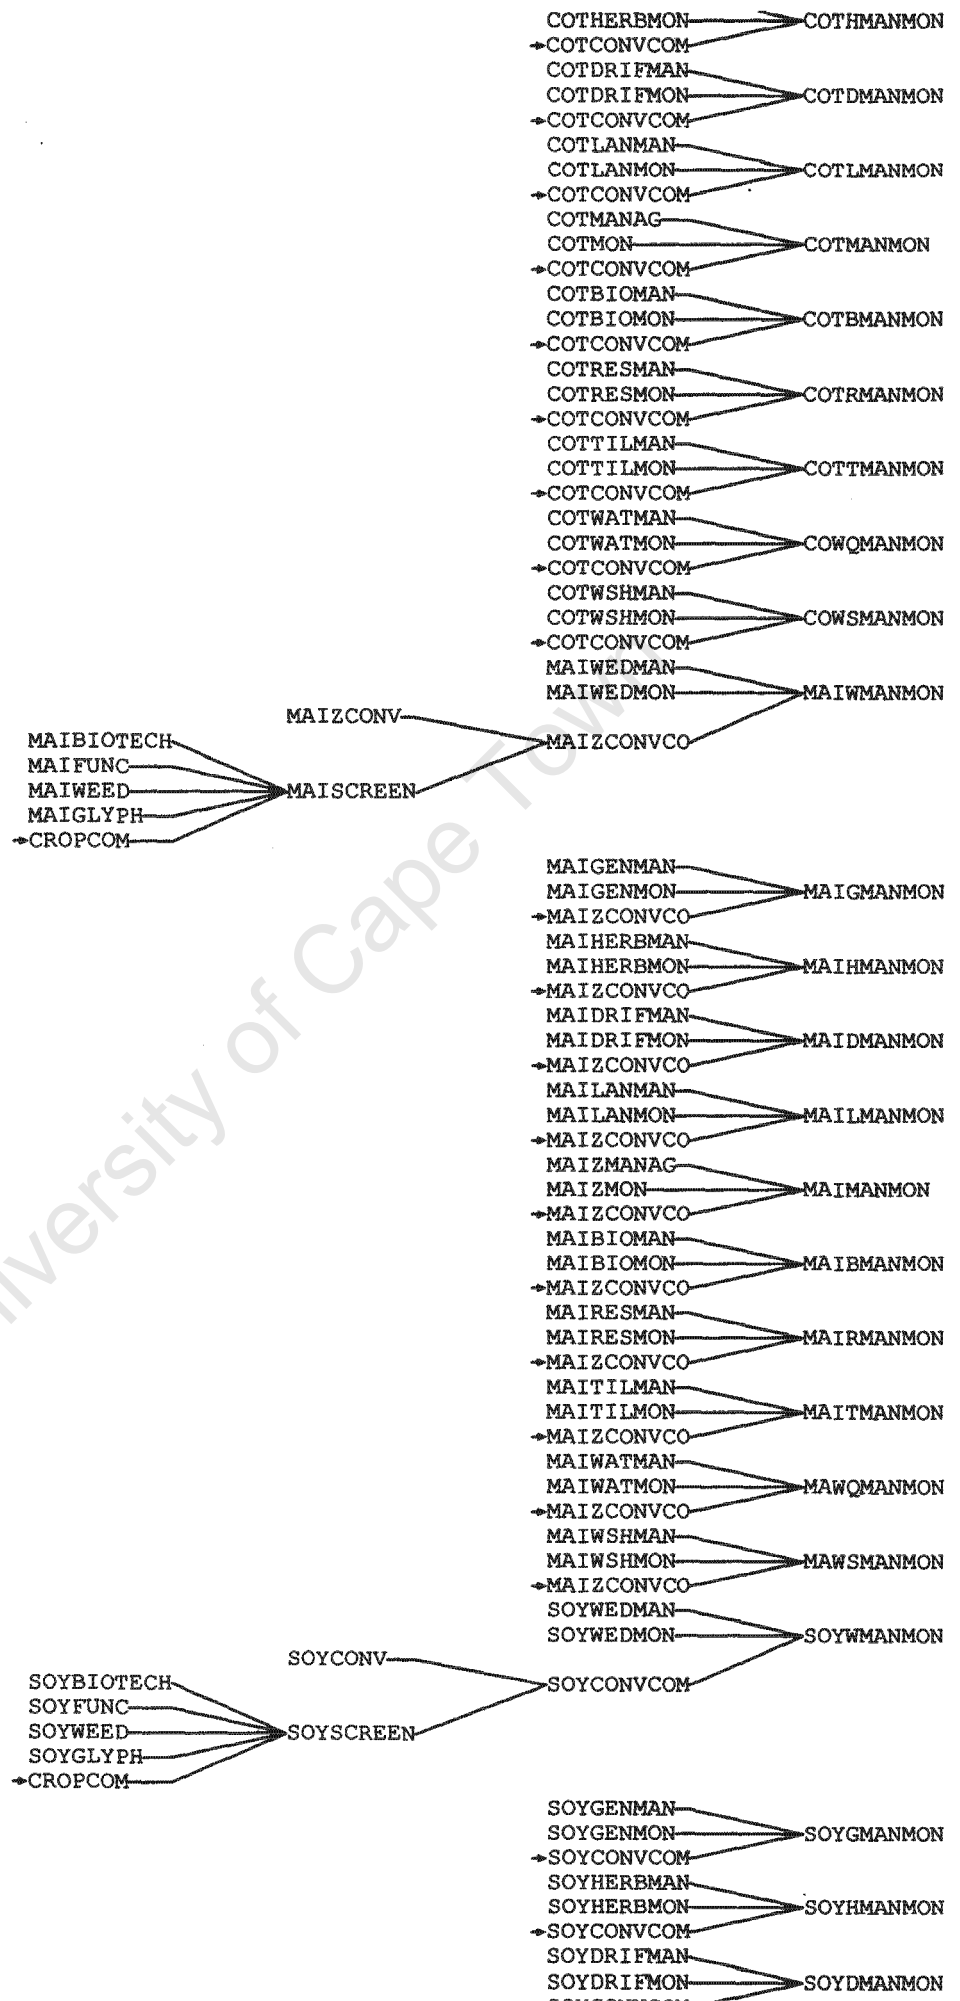 COTHERBMON COTHMANMON
COTCONVCOM
COTDRIFMAN
COTDRIFMON COTDMANMON
COTCONVCOM
COTLANMAN
COTLANMON COTLMANMON
COTCONVCOM
COTMANAG
COTMON COTMANMON
COTCONVCOM
COTBIOMAN
COTBIOMON COTBMANMON
COTCONVCOM
COTRESMAN
COTRESMON COTRMANMON
COTCONVCOM
COTTILMAN
COTTILMON COTTMANMON
COTCONVCOM
COTWATMAN
COTWATMON COWQMANMON
COTCONVCOM
COTWSHMAN
COTWSHMON COWSMANMON
COTCONVCOM
MAIWEDMAN
MAIWEDMON MAIWMANMON
MAIZCONV
MAIBIOTECH MAIZCONVCO
MAIFUNC
MAIWEED MAISCREEN
MAIGLYPH
CROPCOM
MAIGENMAN
MAIGENMON MAIGMANMON
MAIZCONVCO
MAIHERBMAN
MAIHERBMON MAIHMANMON
MAIZCONVCO
MAIDRIFMAN
MAIDRIFMON MAIDMANMON
MAIZCONVCO
MAILANMAN
MAILANMON MAILMANMON
MAIZCONVCO
MAIZMANAG
MAIZMON MAIMANMON
MAIZCONVCO
MAIBIOMAN
MAIBIOMON MAIBMANMON
MAIZCONVCO
MAIRESMAN
MAIRESMON MAIRMANMON
MAIZCONVCO
MAITILMAN
MAITILMON MAITMANMON
MAIZCONVCO
MAIWATMAN
MAIWATMON MAWQMANMON
MAIZCONVCO
MAIWSHMAN
MAIWSHMON MAWSMANMON
MAIZCONVCO
SOYWEDMAN
SOYWEDMON SOYWMANMON
SOYCONV
SOYBIOTECH SOYCONVCOM
SOYFUNC
SOYWEED SOYSCREEN
SOYGLYPH
CROPCOM
SOYGENMAN
SOYGENMON SOYGMANMON
SOYCONVCOM
SOYHERBMAN
SOYHERBMON SOYHMANMON
SOYCONVCOM
SOYDRIFMAN
SOYDRIFMON SOYDMANMON
University of Cape Town